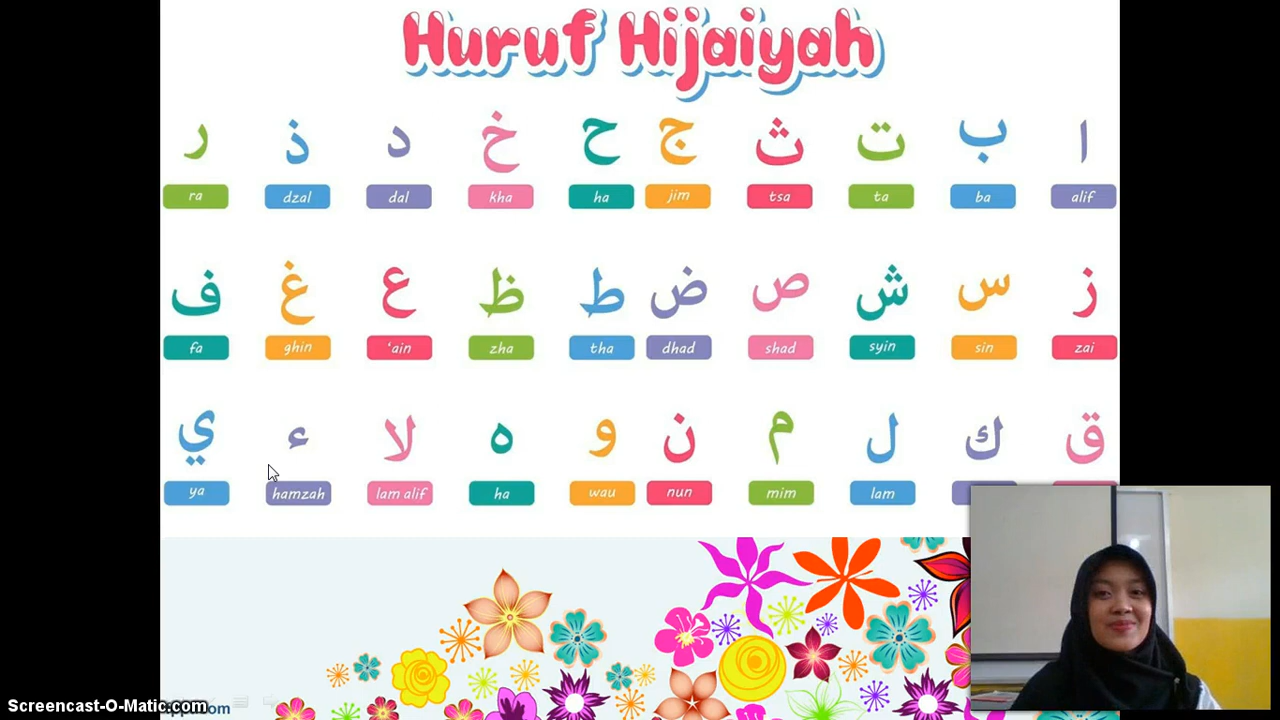 Huruf Hijaiyah
ا ب ت ث ج ح خ د ذ ر
alif ba ta tsa jim ha kha dal dzal ra
ز س ش ص ض ط ظ ع غ ف
zai sin syin shad dhad tha zha 'ain ghin fa
ق ك ل م ن و ه لا ء ي
lam mim nun wau ha lam alif hamzah ya
Screencast-O-Matic.com